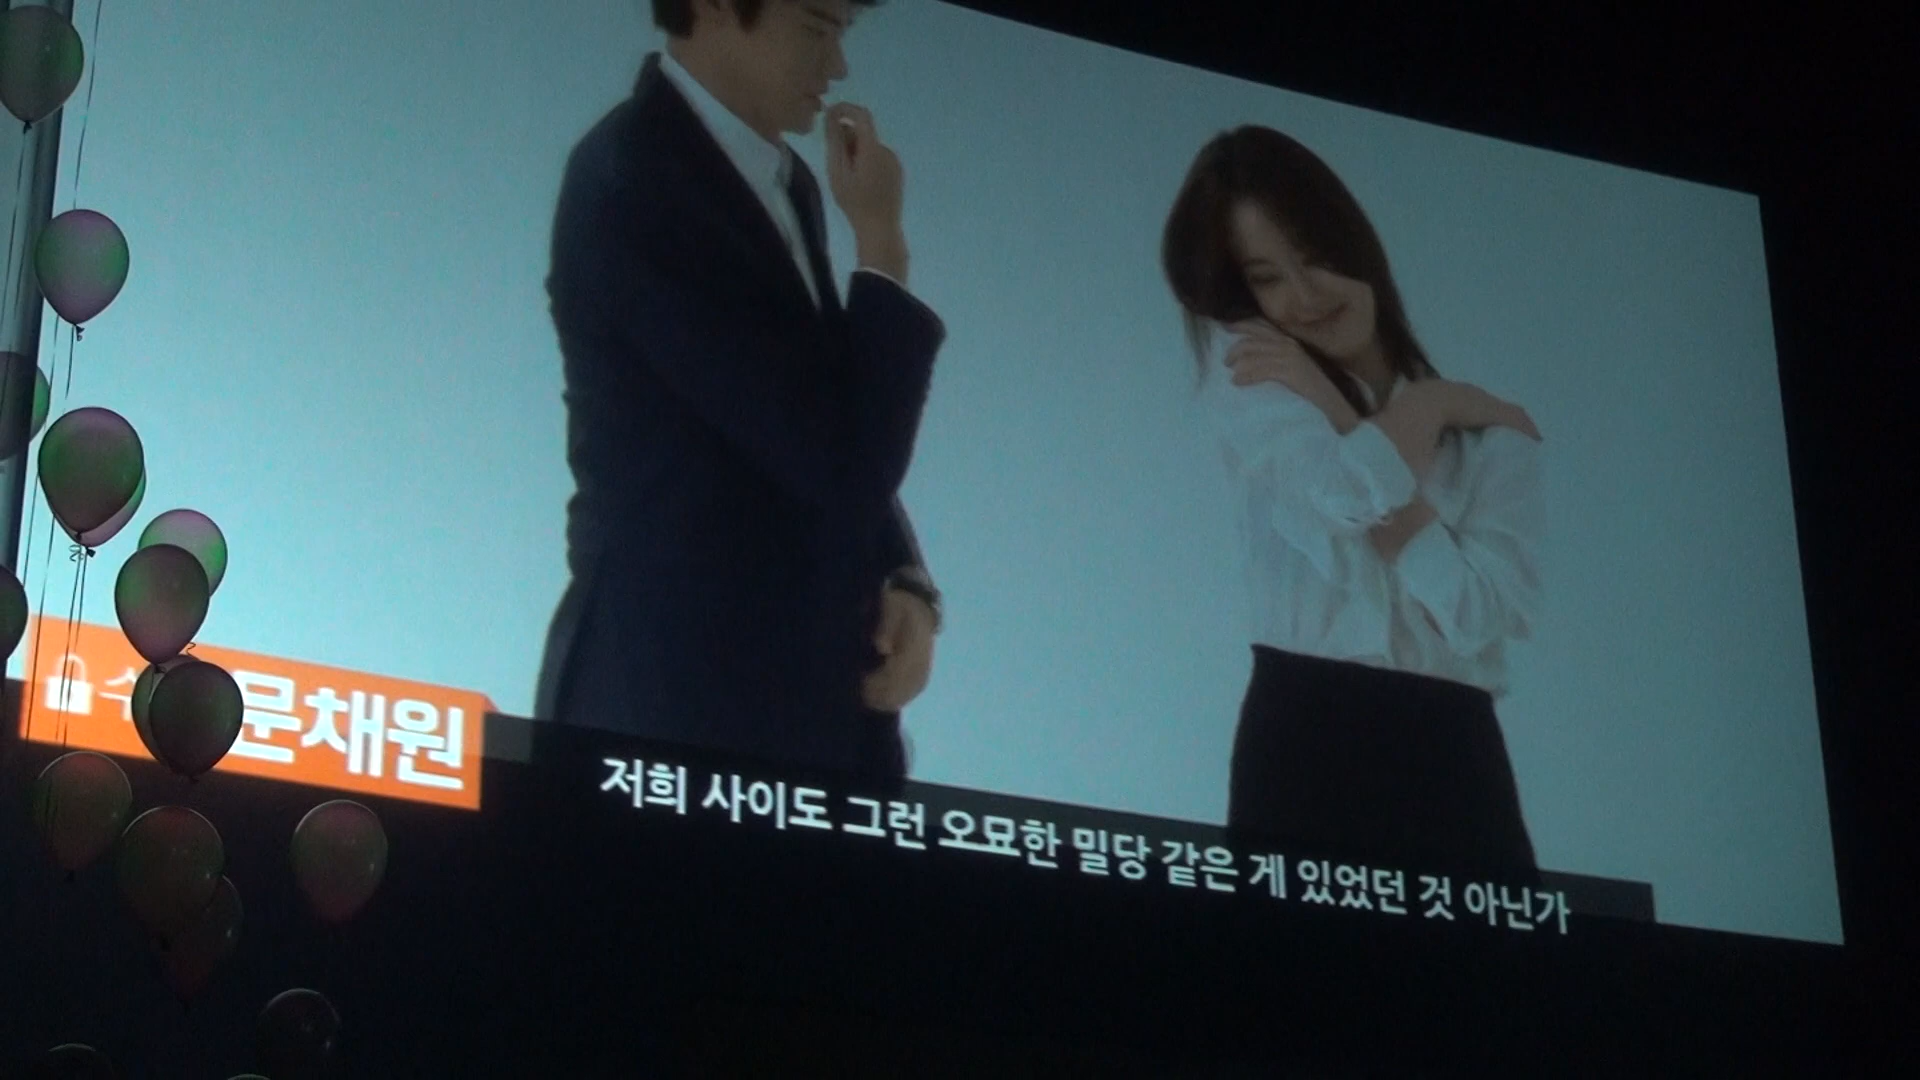 문채원
저희 사이도 그런 오묘한 밀당 같은 게 있었던 것 아닌가